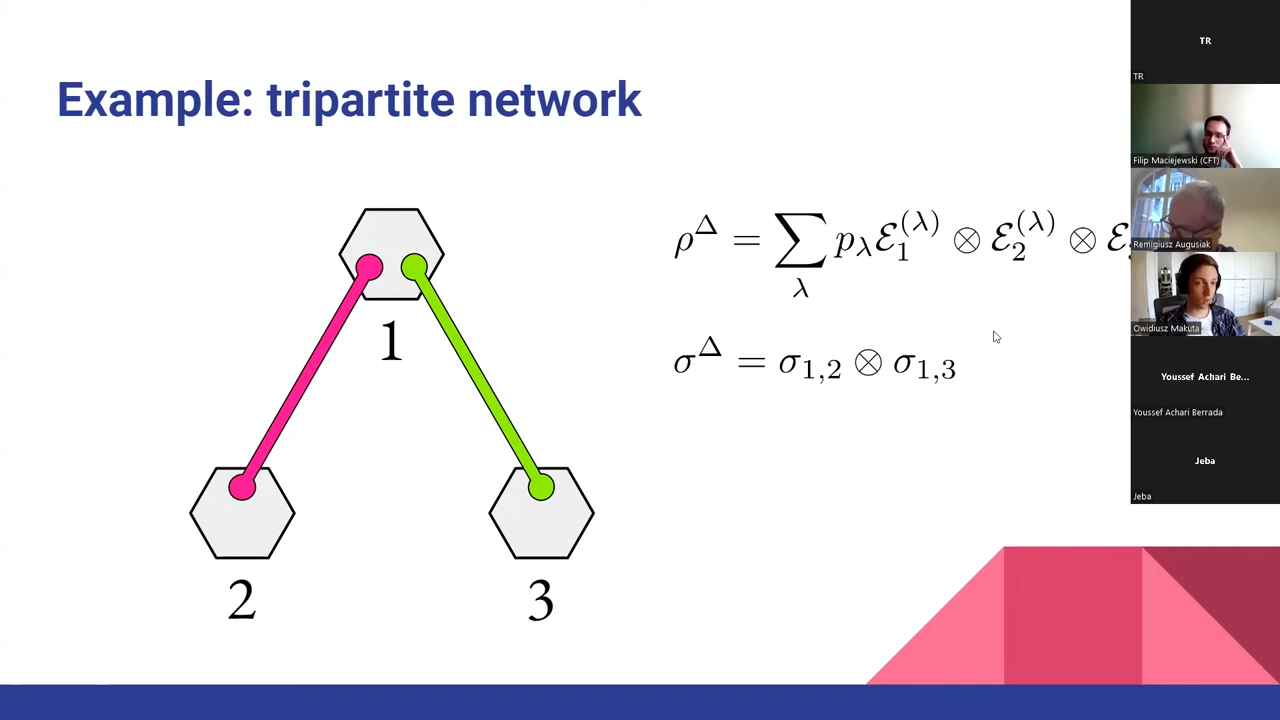 Example: tripartite network
1
2
3
ρ^Δ = ∑_λ p_λ ℰ_1^(λ) ⊗ ℰ_2^(λ) ⊗ ℰ
σ^Δ = σ_1,2 ⊗ σ_1,3
TR
TR
Filip Maciejewski (CFT)
Remigiusz Augusiak
Owidiusz Makuta
Youssef Achari Be...
Youssef Achari Berrada
Jeba
Jeba